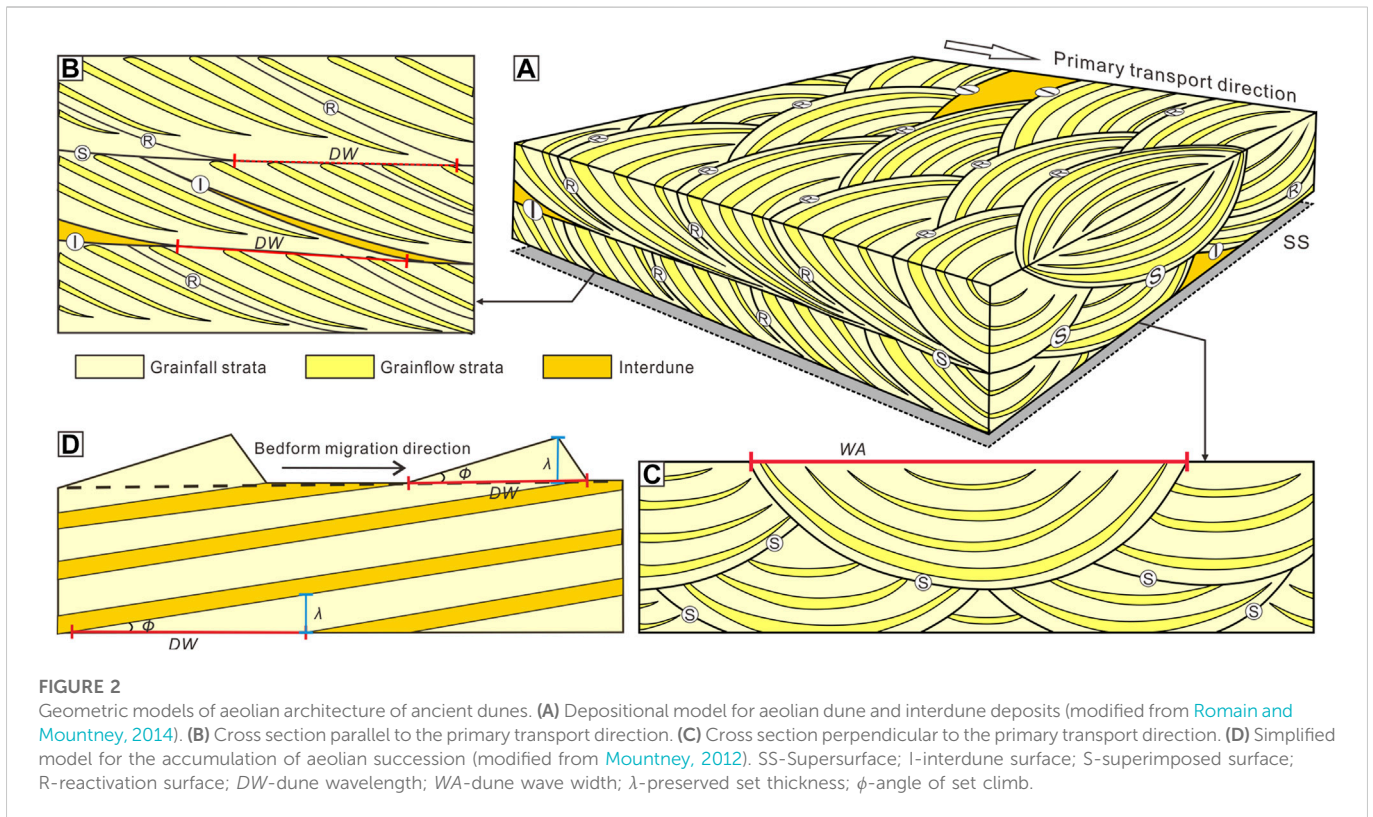 B
R
R
S
DW
I
I
DW
R
A
Primary transport direction
I
I
R
R
R
R
R
R
R
R
R
I
R
R
R
R
R
R
S
S
S
I
R
SS
Grainfall strata
Grainflow strata
Interdune
D
Bedform migration direction
ϕ
λ
DW
λ
ϕ
DW
C
WA
S
S
S
S
S
FIGURE 2
Geometric models of aeolian architecture of ancient dunes. (A) Depositional model for aeolian dune and interdune deposits (modified from Romain and
Mountney, 2014). (B) Cross section parallel to the primary transport direction. (C) Cross section perpendicular to the primary transport direction. (D) Simplified
model for the accumulation of aeolian succession (modified from Mountney, 2012). SS-Supersurface; I-interdune surface; S-superimposed surface;
R-reactivation surface; DW-dune wavelength; WA-dune wave width; λ-preserved set thickness; ϕ-angle of set climb.